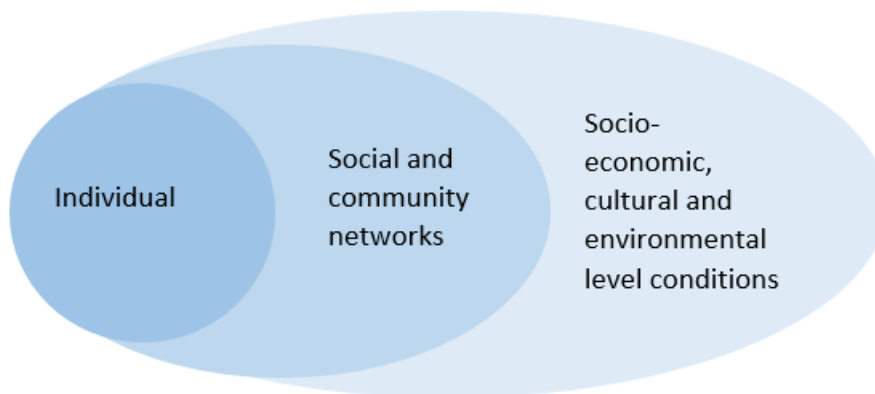 Individual
Social and
community
networks
Socio-
economic,
cultural and
environmental
level conditions